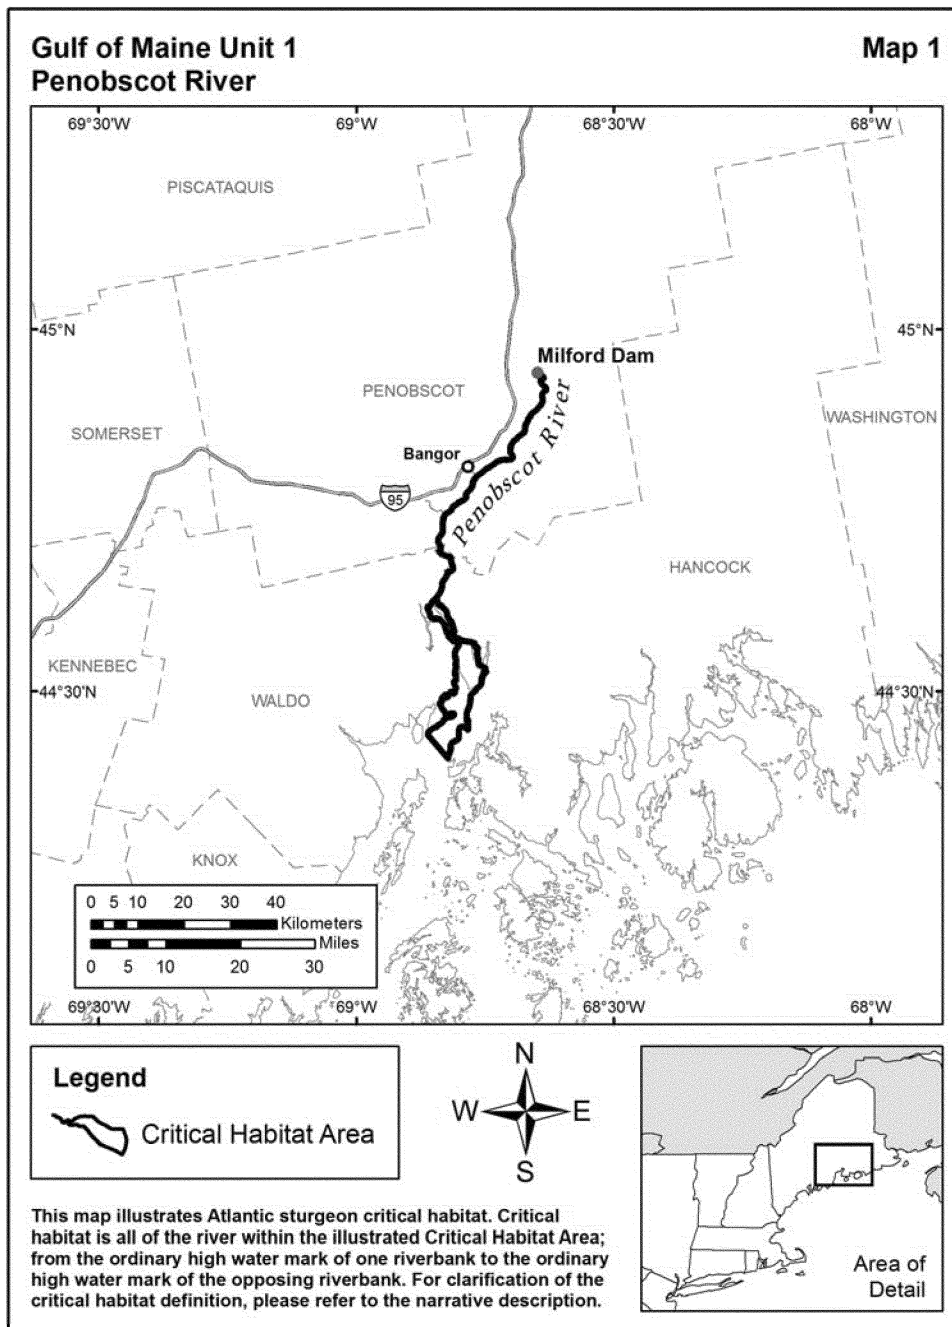 Gulf of Maine Unit 1
Map 1
Penobscot River
69°30'W
69°W
68°30'W
68°W
PISCATAQUIS
45°N
45°N
Milford Dam
PENOBSCOT
WASHINGTON
SOMERSET
Bangor
Penobscot River
95
HANCOCK
KENNEBEC
44°30'N
44°30'N
WALDO
KNOX
0 5 10 20 30 40
Kilometers
Miles
0 5 10 20 30
69°30'W
69°W
68°30'W
68°W
Legend
Critical Habitat Area
N
W
E
S
This map illustrates Atlantic sturgeon critical habitat. Critical
habitat is all of the river within the illustrated Critical Habitat Area;
from the ordinary high water mark of one riverbank to the ordinary
high water mark of the opposing riverbank. For clarification of the
critical habitat definition, please refer to the narrative description.
Area of
Detail